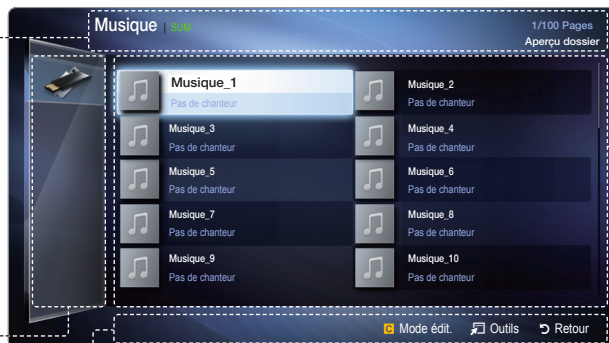 Musique | SUM
1/100 Pages
Aperçu dossier
Musique_1
Pas de chanteur
Musique_2
Pas de chanteur
Musique_3
Pas de chanteur
Musique_4
Pas de chanteur
Musique_5
Pas de chanteur
Musique_6
Pas de chanteur
Musique_7
Pas de chanteur
Musique_8
Pas de chanteur
Musique_9
Pas de chanteur
Musique_10
Pas de chanteur
C Mode édit. Outils Retour